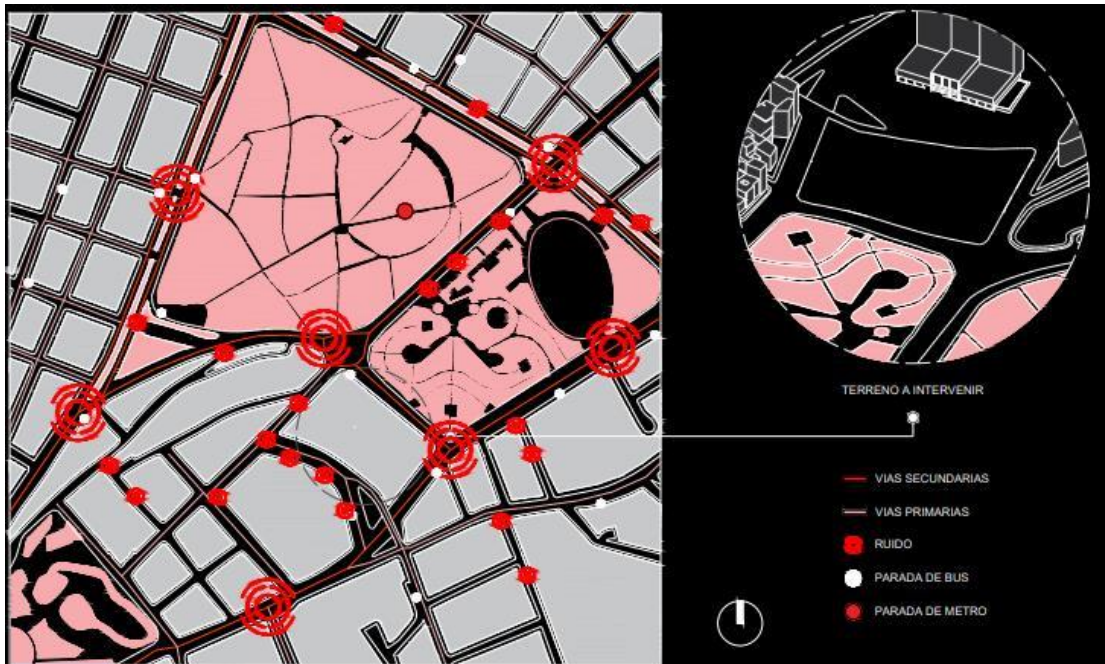 TERRENO A INTERVENIR
VIAS SECUNDARIAS
VIAS PRIMARIAS
RUIDO
PARADA DE BUS
PARADA DE METRO